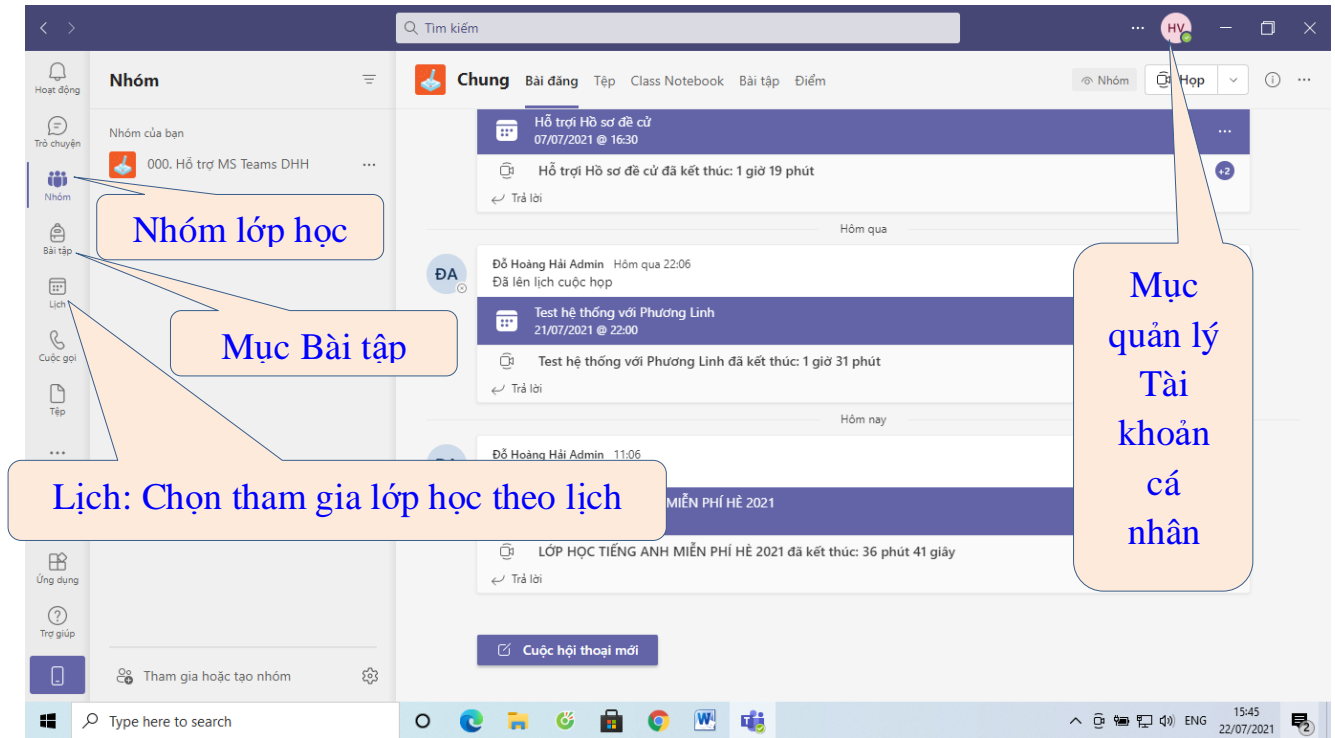 Tìm kiếm
HV
Hoạt động
Trò chuyện
Nhóm
Bài tập
Lịch
Cuộc gọi
Tệp
Ứng dụng
Trợ giúp
Nhóm
Nhóm của bạn
000. Hỗ trợ MS Teams DHH
Tham gia hoặc tạo nhóm
Chung Bài đăng Tệp Class Notebook Bài tập Điểm
Nhóm Họp
Hỗ trợi Hồ sơ đề cử
07/07/2021 @ 16:30
Hỗ trợi Hồ sơ đề cử đã kết thúc: 1 giờ 19 phút
+2
Trả lời
Hôm qua
ĐA
Đỗ Hoàng Hải Admin Hôm qua 22:06
Đã lên lịch cuộc họp
Test hệ thống với Phương Linh
21/07/2021 @ 22:00
Test hệ thống với Phương Linh đã kết thúc: 1 giờ 31 phút
Trả lời
Hôm nay
Đỗ Hoàng Hải Admin 11:06
MIỄN PHÍ HÈ 2021
LỚP HỌC TIẾNG ANH MIỄN PHÍ HÈ 2021 đã kết thúc: 36 phút 41 giây
Trả lời
Cuộc hội thoại mới
Nhóm lớp học
Mục Bài tập
Lịch: Chọn tham gia lớp học theo lịch
Mục
quản lý
Tài
khoản
cá
nhân
Type here to search
ENG
15:45
22/07/2021
2